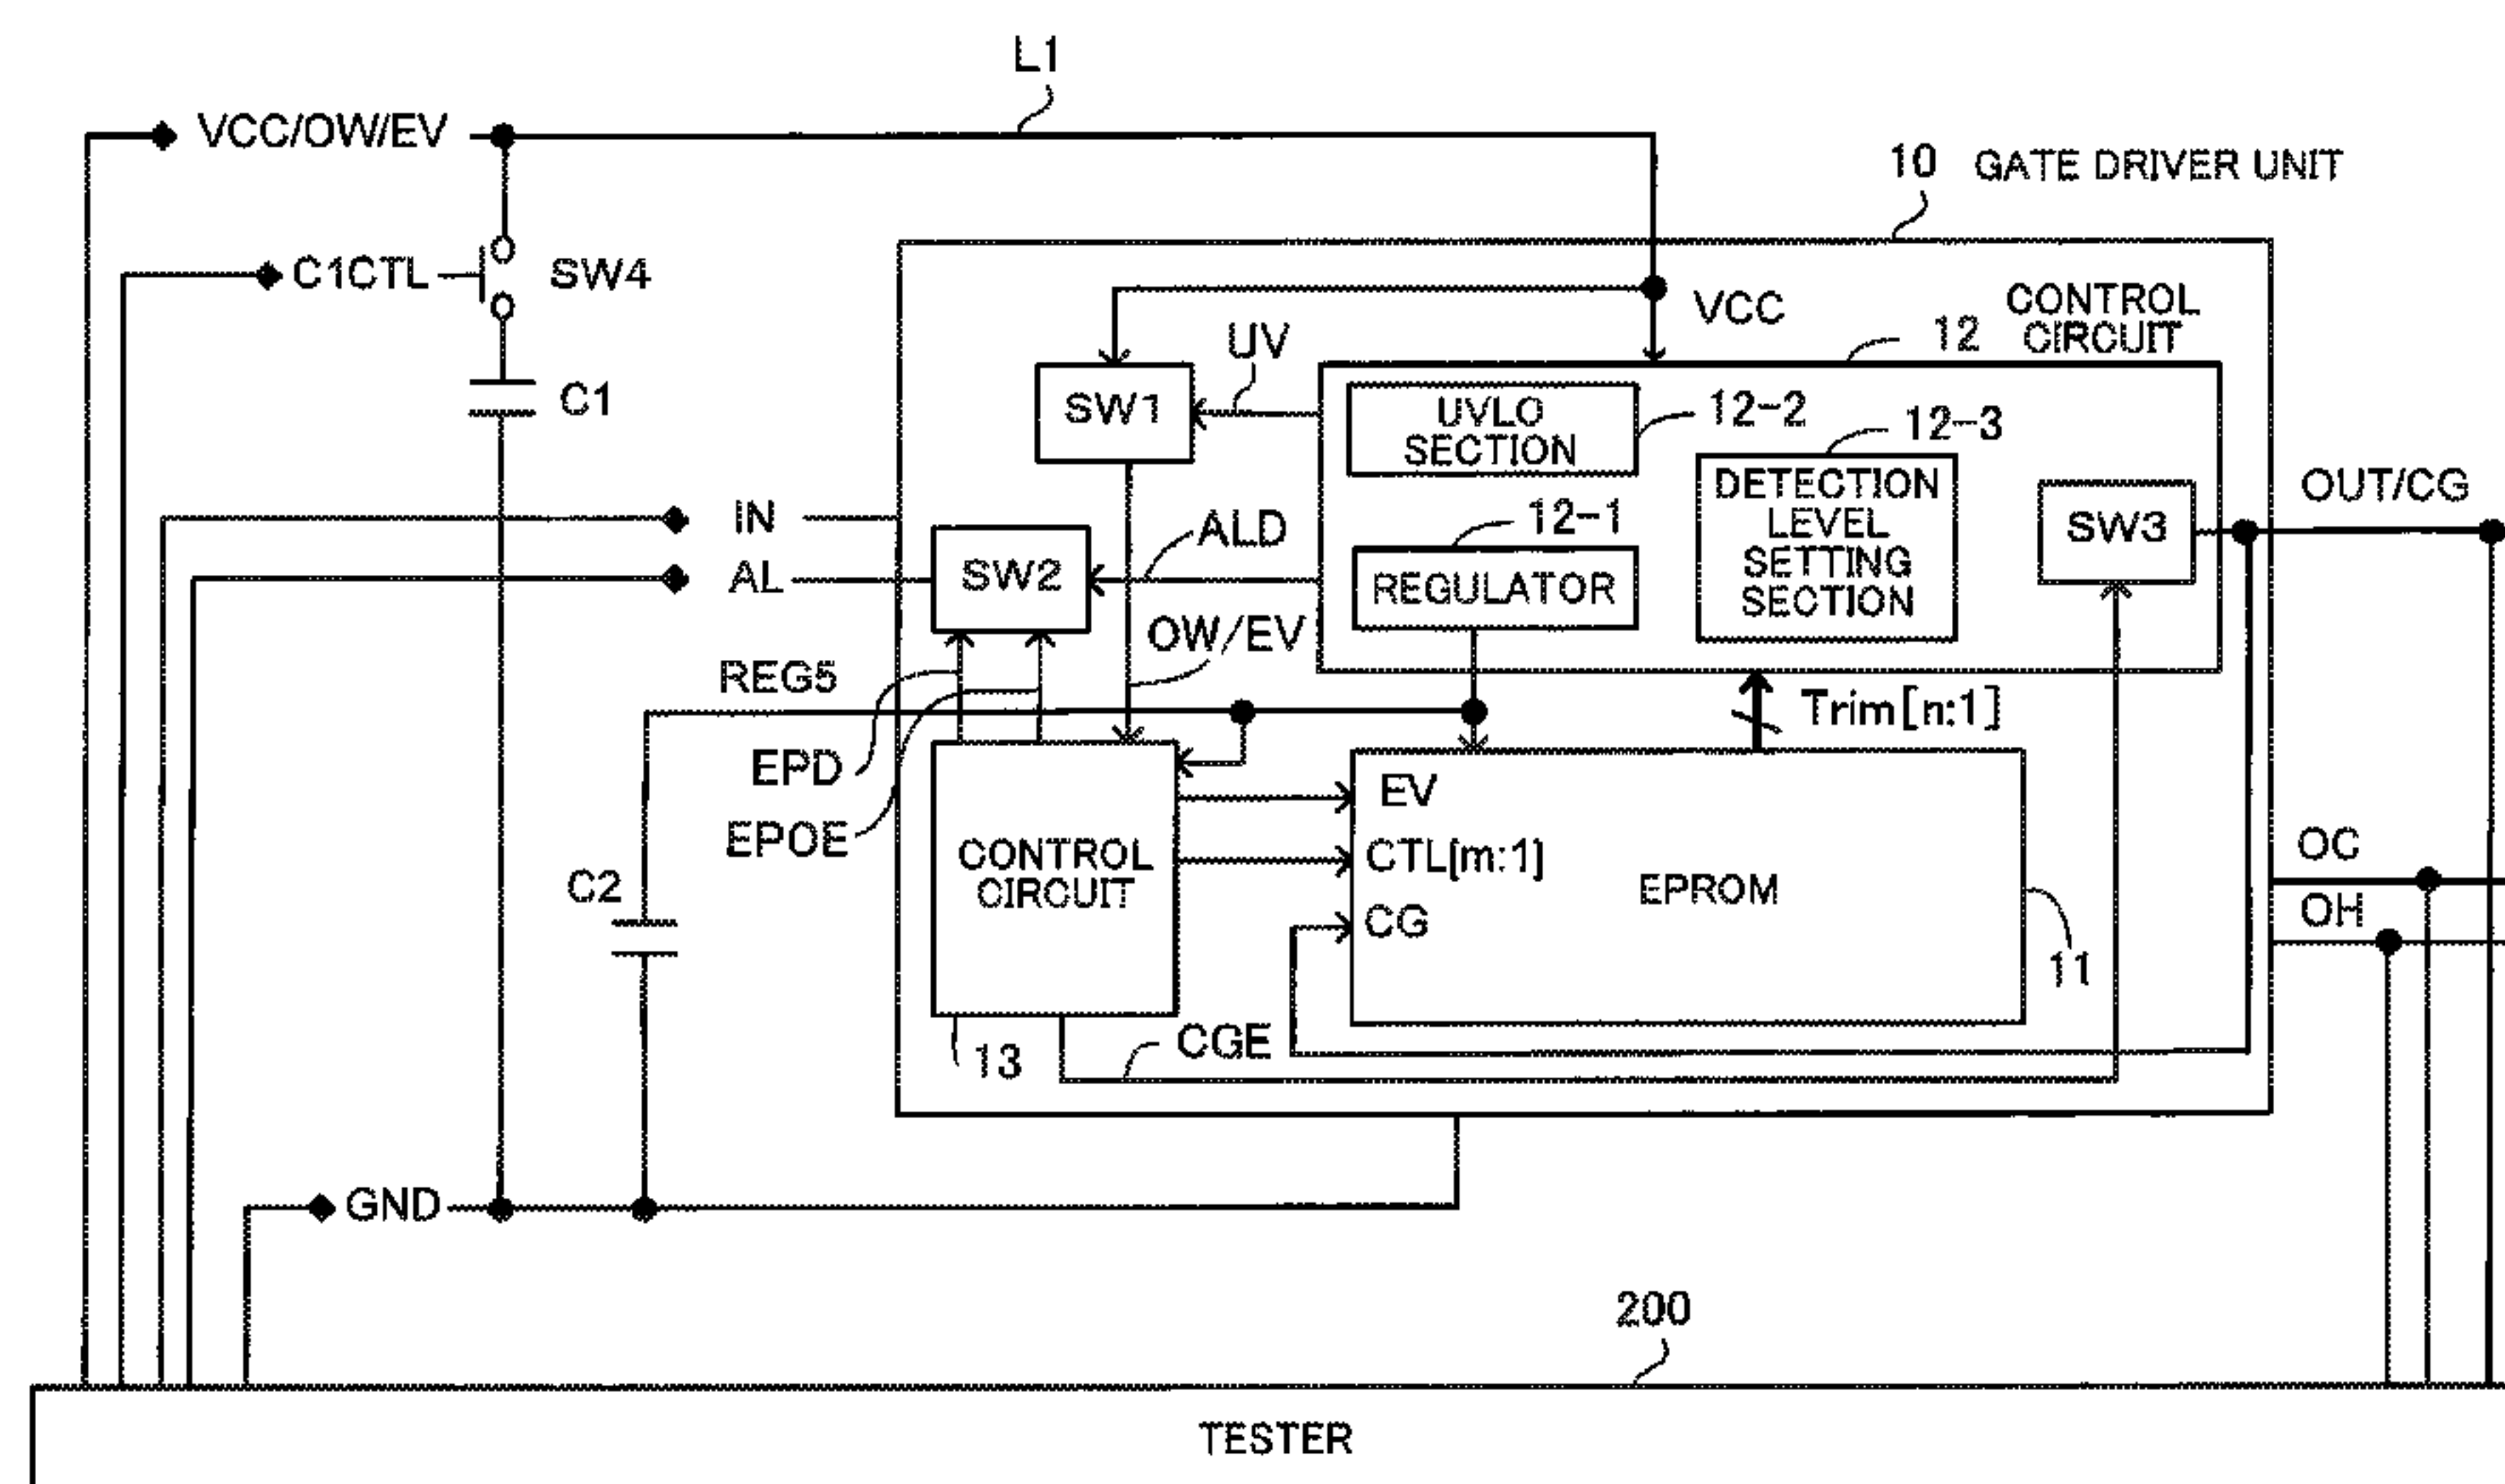 L1
VCC/OW/EV
10 GATE DRIVER UNIT
C1CTL
SW4
VCC
CONTROL
CIRCUIT
12
UV
C1
SW1
UVLO
SECTION
12-2
12-3
DETECTION
LEVEL
SETTING
SECTION
OUT/CG
IN
ALD
12-1
SW3
AL
SW2
REGULATOR
OW/EV
REG5
Trim[n:1]
EPD
EV
EPOE
CONTROL
CIRCUIT
CTL[m:1]
EPROM
OC
C2
CG
OH
11
13
CGE
GND
200
TESTER